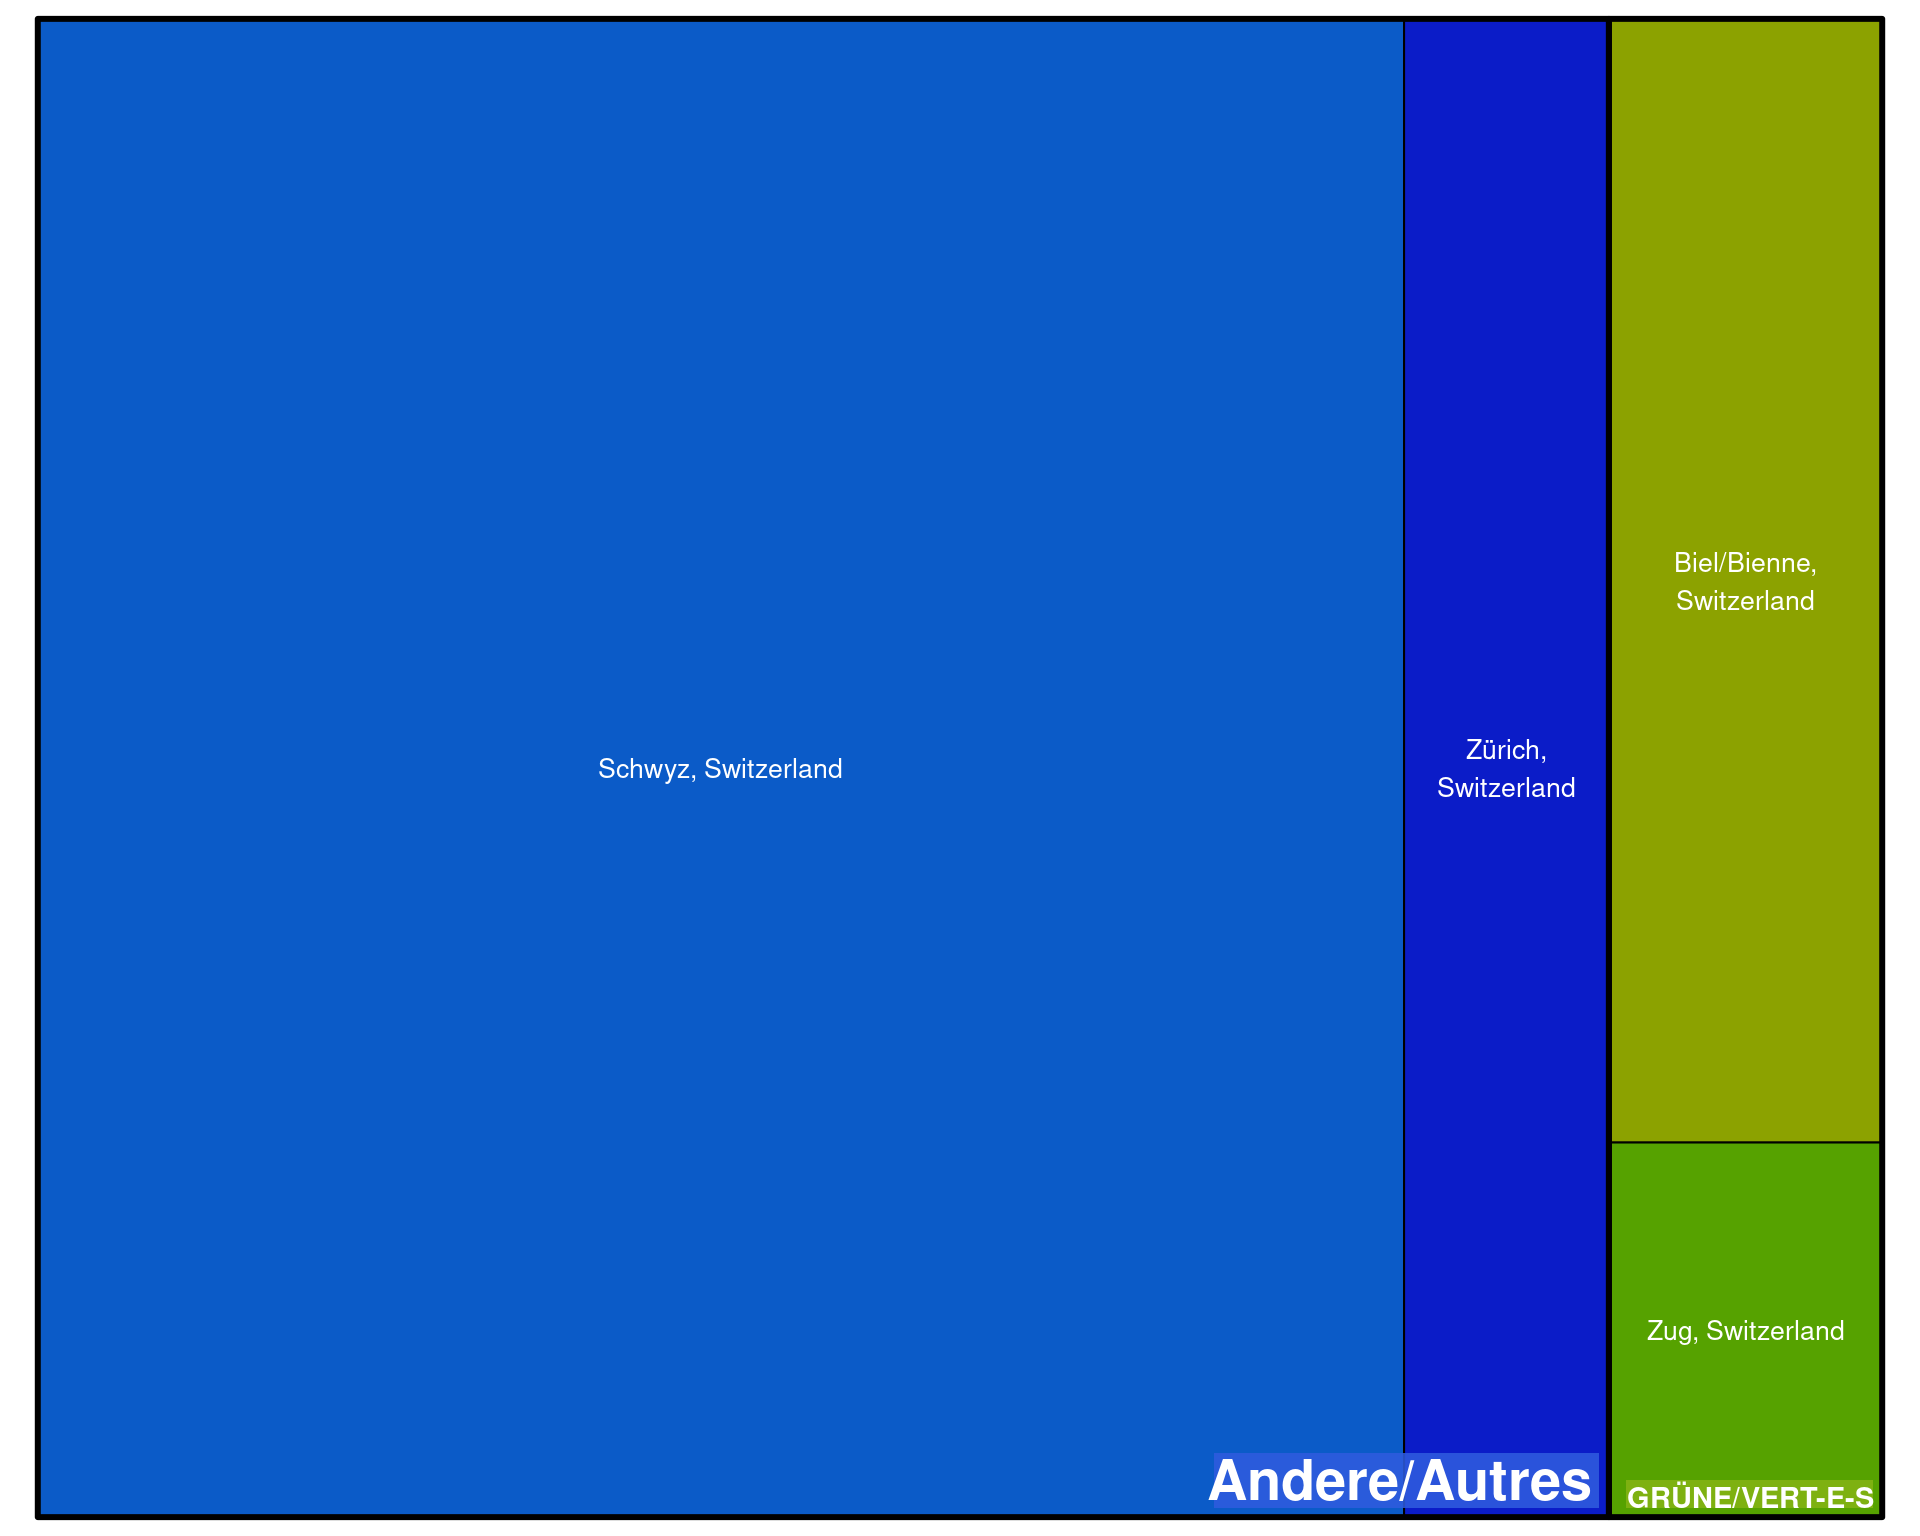 Schwyz, Switzerland
Zürich,
Switzerland
Biel/Bienne,
Switzerland
Zug, Switzerland
Andere/Autres
GRÜNE/VERT-E-S